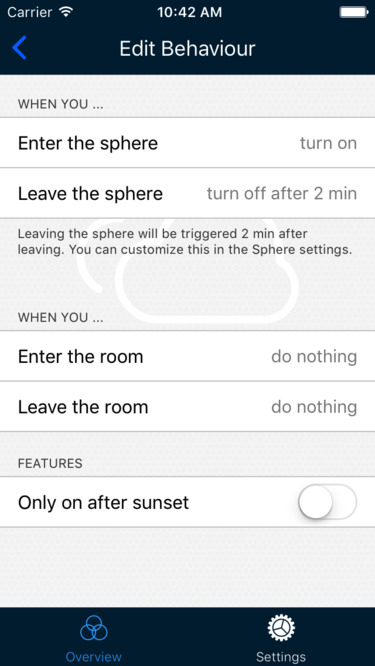 Carrier 10:42 AM
Edit Behaviour
WHEN YOU ...
Enter the sphere turn on
Leave the sphere turn off after 2 min
Leaving the sphere will be triggered 2 min after
leaving. You can customize this in the Sphere settings.
WHEN YOU ...
Enter the room do nothing
Leave the room do nothing
FEATURES
Only on after sunset
Overview Settings